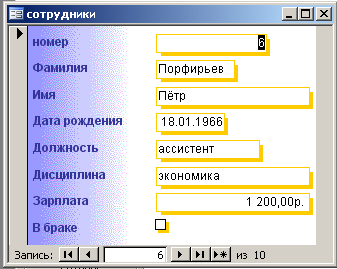 сотрудники
номер 6
Фамилия Порфирьев
Имя Пётр
Дата рождения 18.01.1966
Должность ассистент
Дисциплина экономика
Зарплата 1 200,00р.
В браке
Запись: 6 из 10